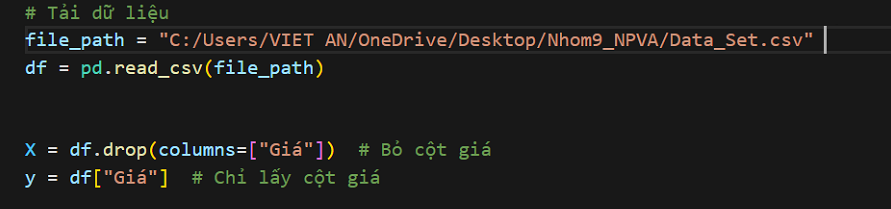 # Tải dữ liệu
file_path = "C:/Users/VIET AN/OneDrive/Desktop/Nhom9_NPVA/Data_Set.csv"
df = pd.read_csv(file_path)
X = df.drop(columns=["Giá"])  # Bỏ cột giá
y = df["Giá"]  # Chỉ lấy cột giá